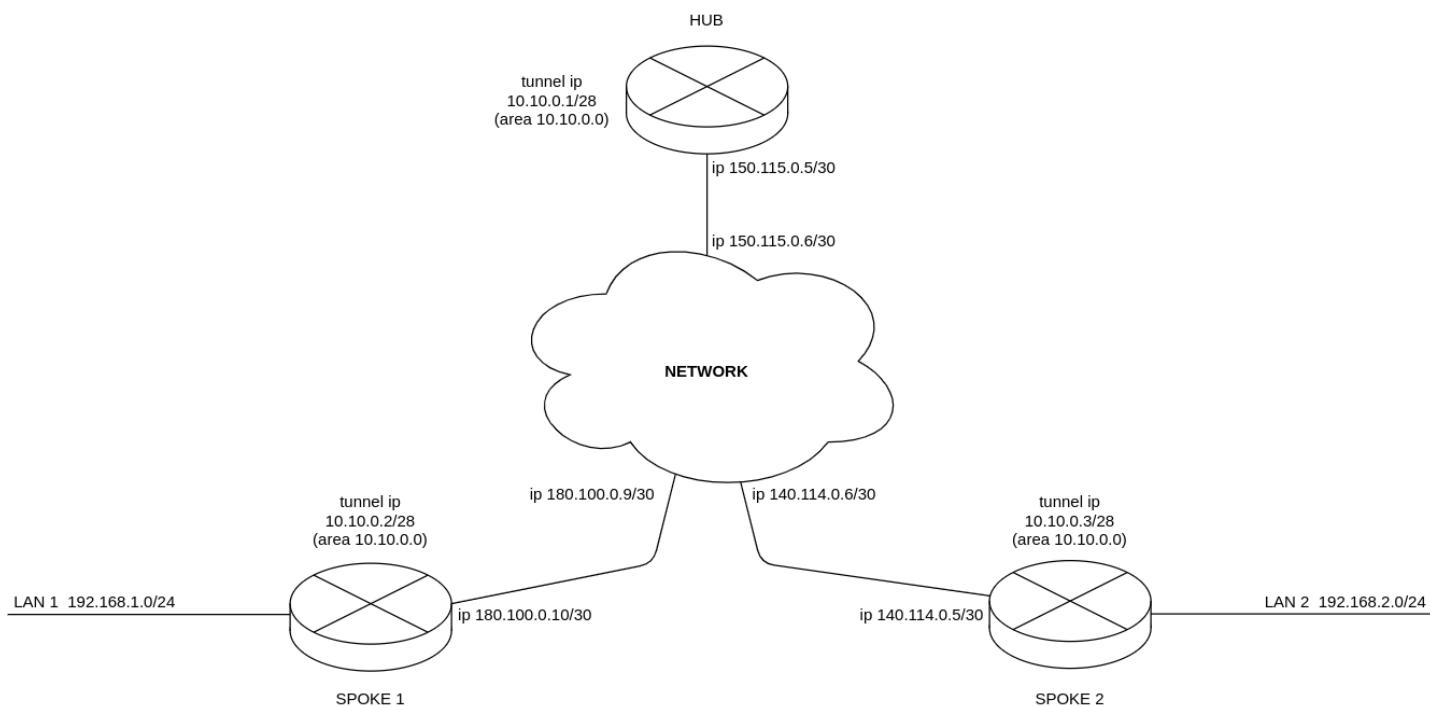 HUB
tunnel ip
10.10.0.1/28
(area 10.10.0.0)
ip 150.115.0.5/30
ip 150.115.0.6/30
NETWORK
ip 180.100.0.9/30
ip 140.114.0.6/30
tunnel ip
10.10.0.2/28
(area 10.10.0.0)
tunnel ip
10.10.0.3/28
(area 10.10.0.0)
LAN 1  192.168.1.0/24
ip 180.100.0.10/30
ip 140.114.0.5/30
LAN 2  192.168.2.0/24
SPOKE 1
SPOKE 2